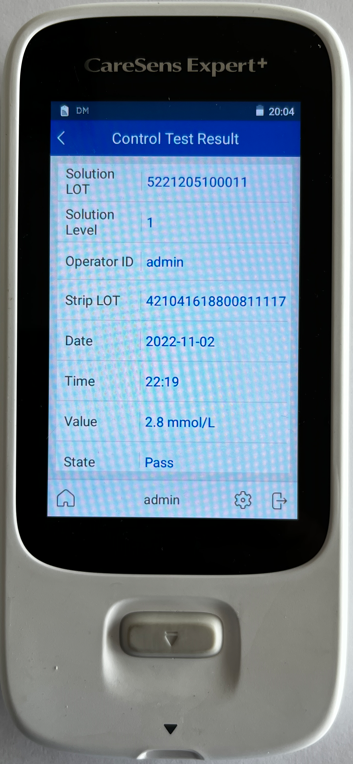 CareSens Expert+
DM 20:04
Control Test Result
Solution LOT 5221205100011
Solution Level 1
Operator ID admin
Strip LOT 421041618800811117
Date 2022-11-02
Time 22:19
Value 2.8 mmol/L
State Pass
admin